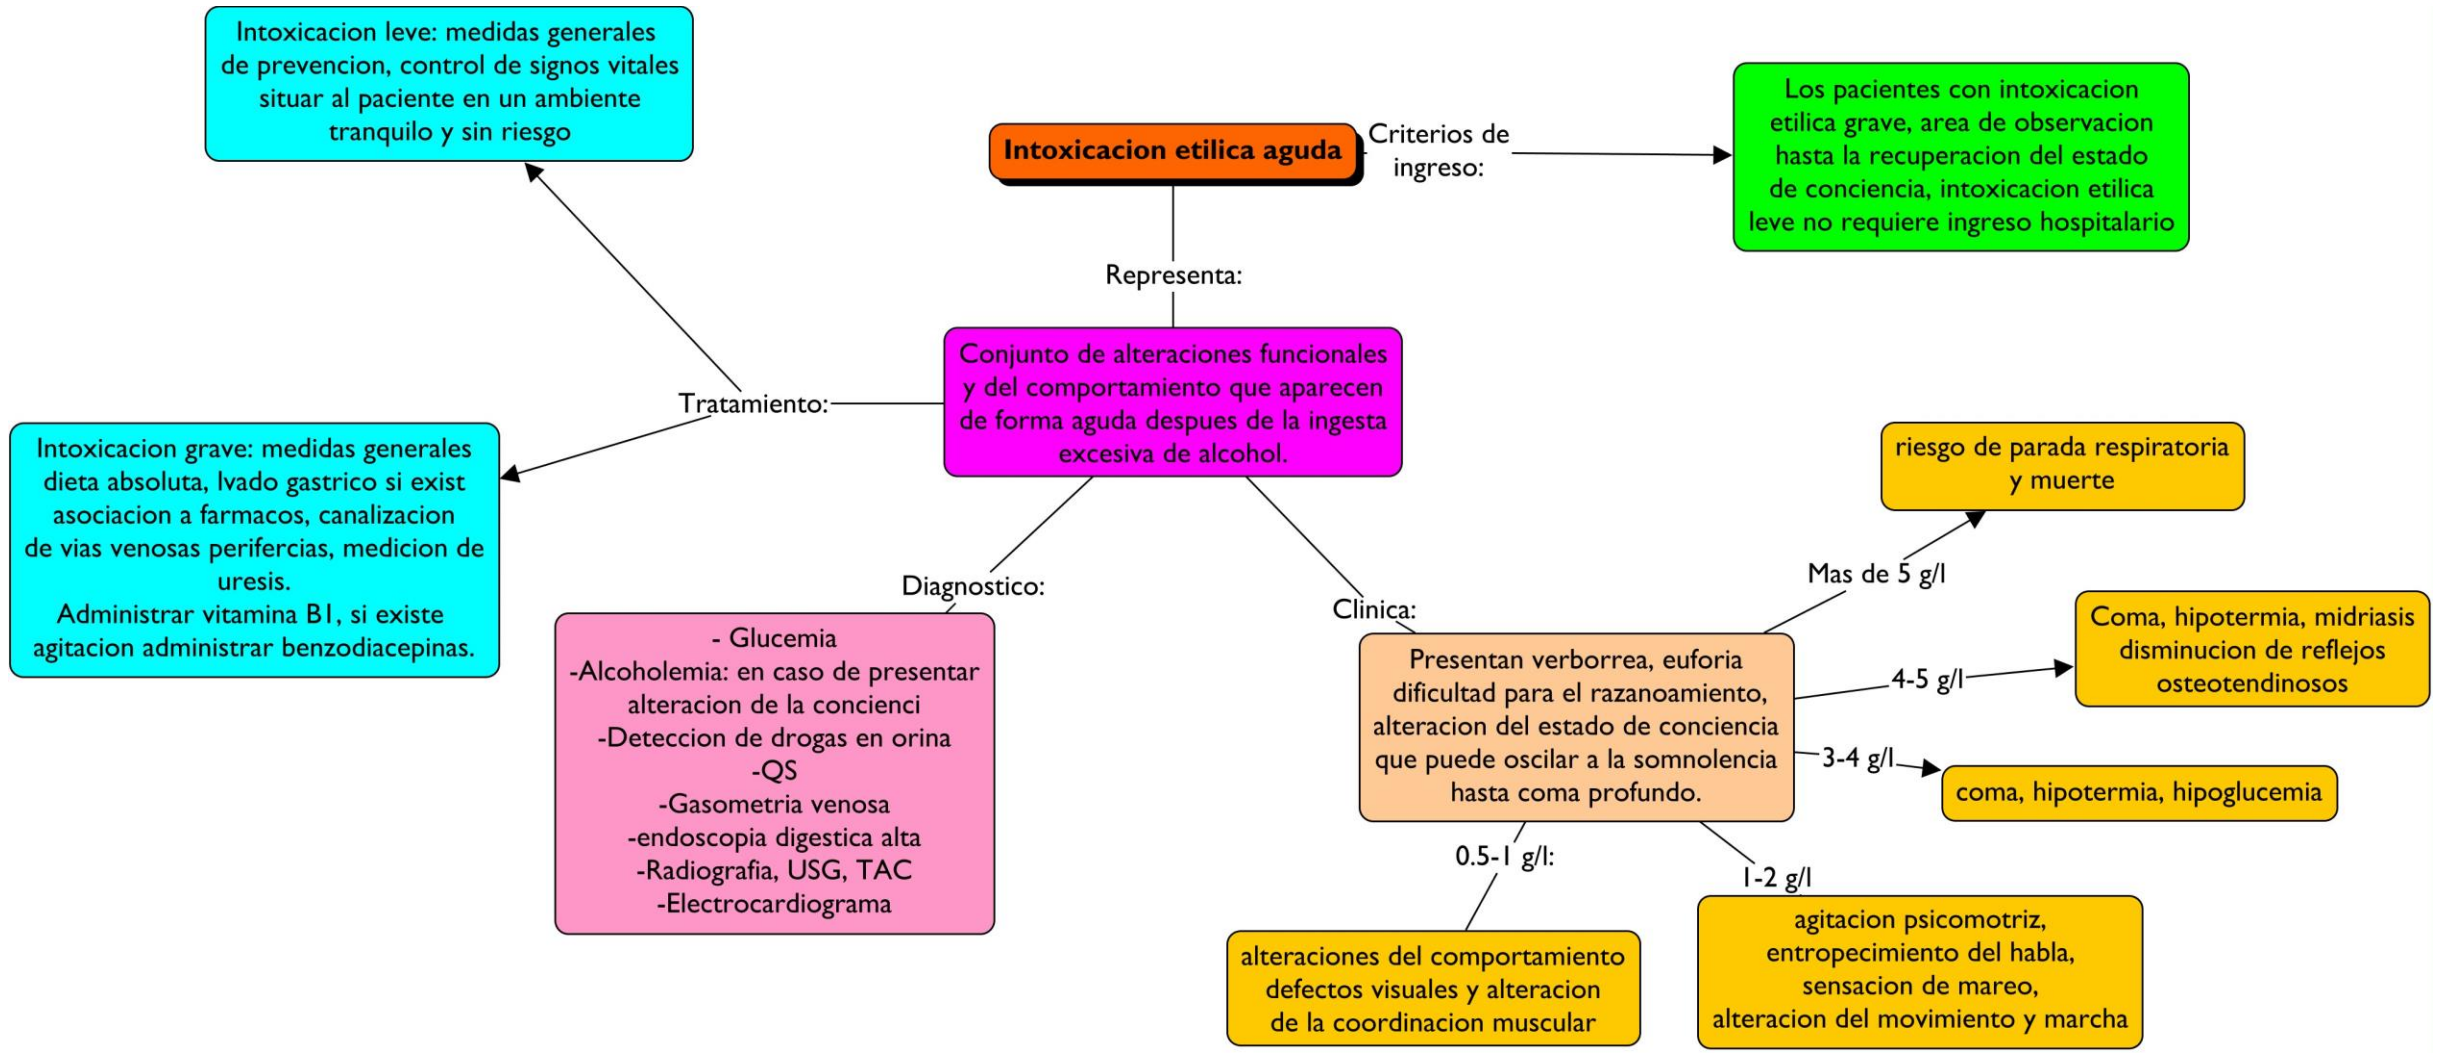 Intoxicacion leve: medidas generales
de prevencion, control de signos vitales
situar al paciente en un ambiente
tranquilo y sin riesgo
Intoxicacion etilica aguda
Criterios de
ingreso:
Los pacientes con intoxicacion
etilica grave, area de observacion
hasta la recuperacion del estado
de conciencia, intoxicacion etilica
leve no requiere ingreso hospitalario
Representa:
Conjunto de alteraciones funcionales
y del comportamiento que aparecen
de forma aguda despues de la ingesta
excesiva de alcohol.
Tratamiento:
Intoxicacion grave: medidas generales
dieta absoluta, lvado gastrico si exist
asociacion a farmacos, canalizacion
de vias venosas perifercias, medicion de
uresis.
Administrar vitamina B1, si existe
agitacion administrar benzodiacepinas.
Diagnostico:
- Glucemia
-Alcoholemia: en caso de presentar
alteracion de la concienci
-Deteccion de drogas en orina
-QS
-Gasometria venosa
-endoscopia digestica alta
-Radiografia, USG, TAC
-Electrocardiograma
Clinica:
Presentan verborrea, euforia
dificultad para el razanoamiento,
alteracion del estado de conciencia
que puede oscilar a la somnolencia
hasta coma profundo.
Mas de 5 g/l
riesgo de parada respiratoria
y muerte
4-5 g/l
Coma, hipotermia, midriasis
disminucion de reflejos
osteotendinosos
3-4 g/l
coma, hipotermia, hipoglucemia
0.5-1 g/l:
alteraciones del comportamiento
defectos visuales y alteracion
de la coordinacion muscular
1-2 g/l
agitacion psicomotriz,
entropecimiento del habla,
sensacion de mareo,
alteracion del movimiento y marcha